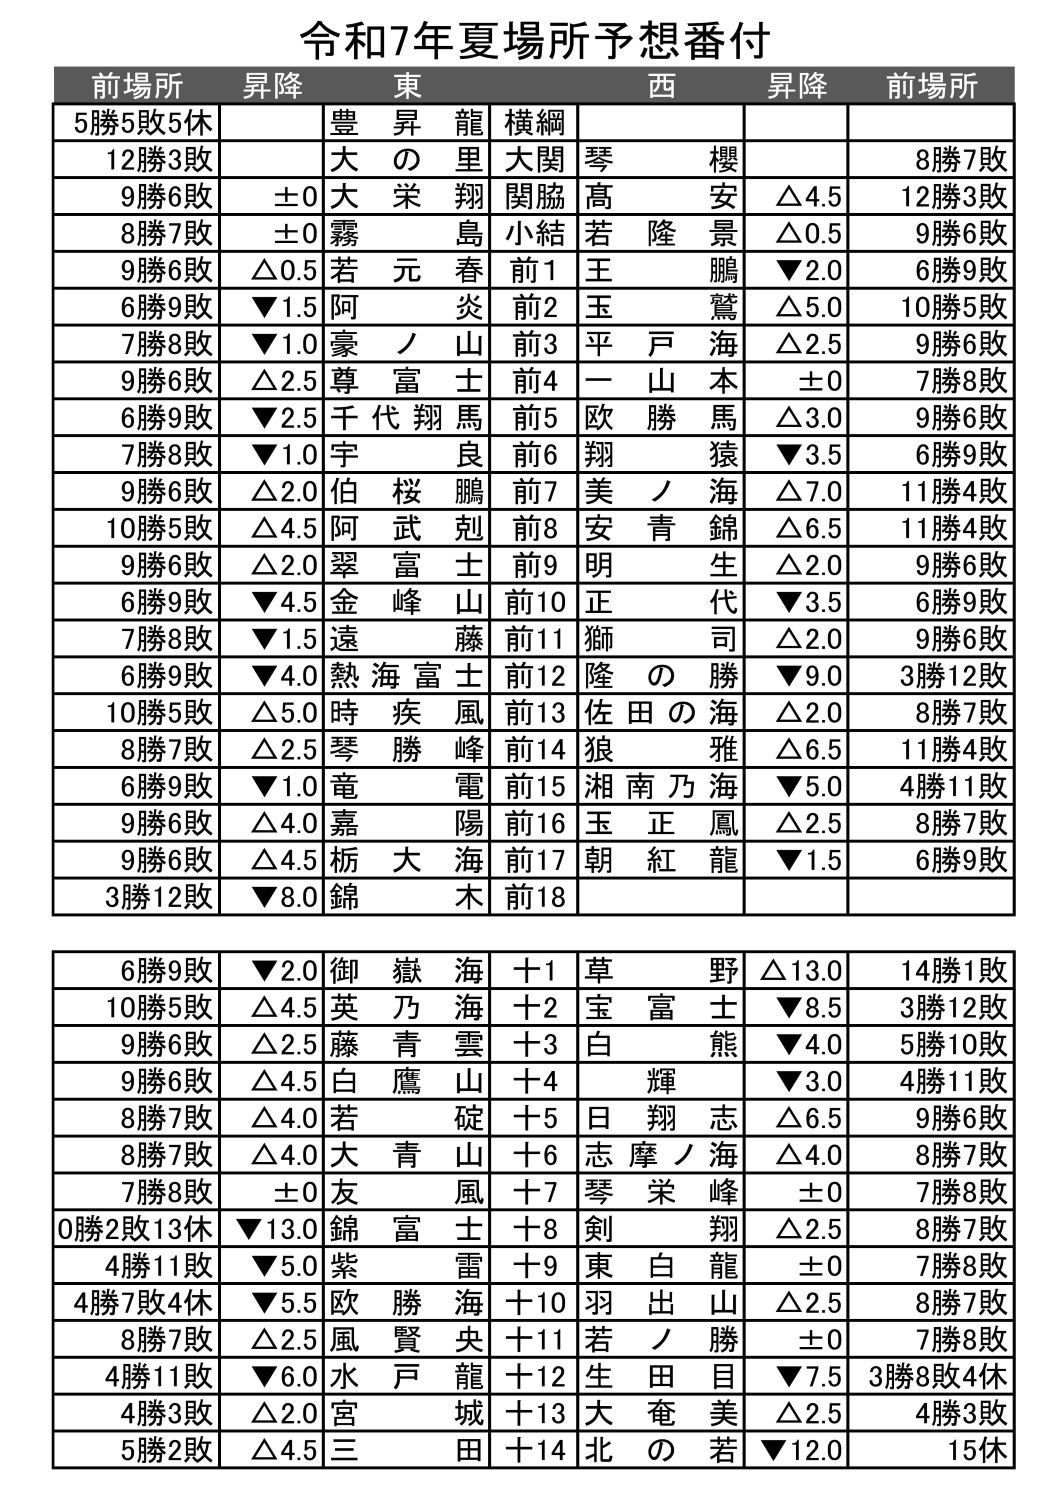 令和7年夏場所予想番付
前場所 昇降 東 西 昇降 前場所
5勝5敗5休 豊昇龍 横綱
12勝3敗 大の里 大関 琴櫻 8勝7敗
9勝6敗 ±0 大栄翔 関脇 髙安 △4.5 12勝3敗
8勝7敗 ±0 霧島 小結 若隆景 △0.5 9勝6敗
9勝6敗 △0.5 若元春 前1 王鵬 ▼2.0 6勝9敗
6勝9敗 ▼1.5 阿炎 前2 玉鷲 △5.0 10勝5敗
7勝8敗 ▼1.0 豪ノ山 前3 平戸海 △2.5 9勝6敗
9勝6敗 △2.5 尊富士 前4 一山本 ±0 7勝8敗
6勝9敗 ▼2.5 千代翔馬 前5 欧勝馬 △3.0 9勝6敗
7勝8敗 ▼1.0 宇良 前6 翔猿 ▼3.5 6勝9敗
9勝6敗 △2.0 伯桜鵬 前7 美ノ海 △7.0 11勝4敗
10勝5敗 △4.5 阿武剋 前8 安青錦 △6.5 11勝4敗
9勝6敗 △2.0 翠富士 前9 明生 △2.0 9勝6敗
6勝9敗 ▼4.5 金峰山 前10 正代 ▼3.5 6勝9敗
7勝8敗 ▼1.5 遠藤 前11 獅司 △2.0 9勝6敗
6勝9敗 ▼4.0 熱海富士 前12 隆の勝 ▼9.0 3勝12敗
10勝5敗 △5.0 時疾風 前13 佐田の海 △2.0 8勝7敗
8勝7敗 △2.5 琴勝峰 前14 狼雅 △6.5 11勝4敗
6勝9敗 ▼1.0 竜電 前15 湘南乃海 ▼5.0 4勝11敗
9勝6敗 △4.0 嘉陽 前16 玉正鳳 △2.5 8勝7敗
9勝6敗 △4.5 栃大海 前17 朝紅龍 ▼1.5 6勝9敗
3勝12敗 ▼8.0 錦木 前18
6勝9敗 ▼2.0 御嶽海 十1 草野 △13.0 14勝1敗
10勝5敗 △4.5 英乃海 十2 宝富士 ▼8.5 3勝12敗
9勝6敗 △2.5 藤青雲 十3 白熊 ▼4.0 5勝10敗
9勝6敗 △4.5 白鷹山 十4 輝 ▼3.0 4勝11敗
8勝7敗 △4.0 若碇 十5 日翔志 △6.5 9勝6敗
8勝7敗 △4.0 大青山 十6 志摩ノ海 △4.0 8勝7敗
7勝8敗 ±0 友風 十7 琴栄峰 ±0 7勝8敗
0勝2敗13休 ▼13.0 錦富士 十8 剣翔 △2.5 8勝7敗
4勝11敗 ▼5.0 紫雷 十9 東白龍 ±0 7勝8敗
4勝7敗4休 ▼5.5 欧勝海 十10 羽出山 △2.5 8勝7敗
8勝7敗 △2.5 風賢央 十11 若ノ勝 ±0 7勝8敗
4勝11敗 ▼6.0 水戸龍 十12 生田目 ▼7.5 3勝8敗4休
4勝3敗 △2.0 宮城 十13 大奄美 △2.5 4勝3敗
5勝2敗 △4.5 三田 十14 北の若 ▼12.0 15休